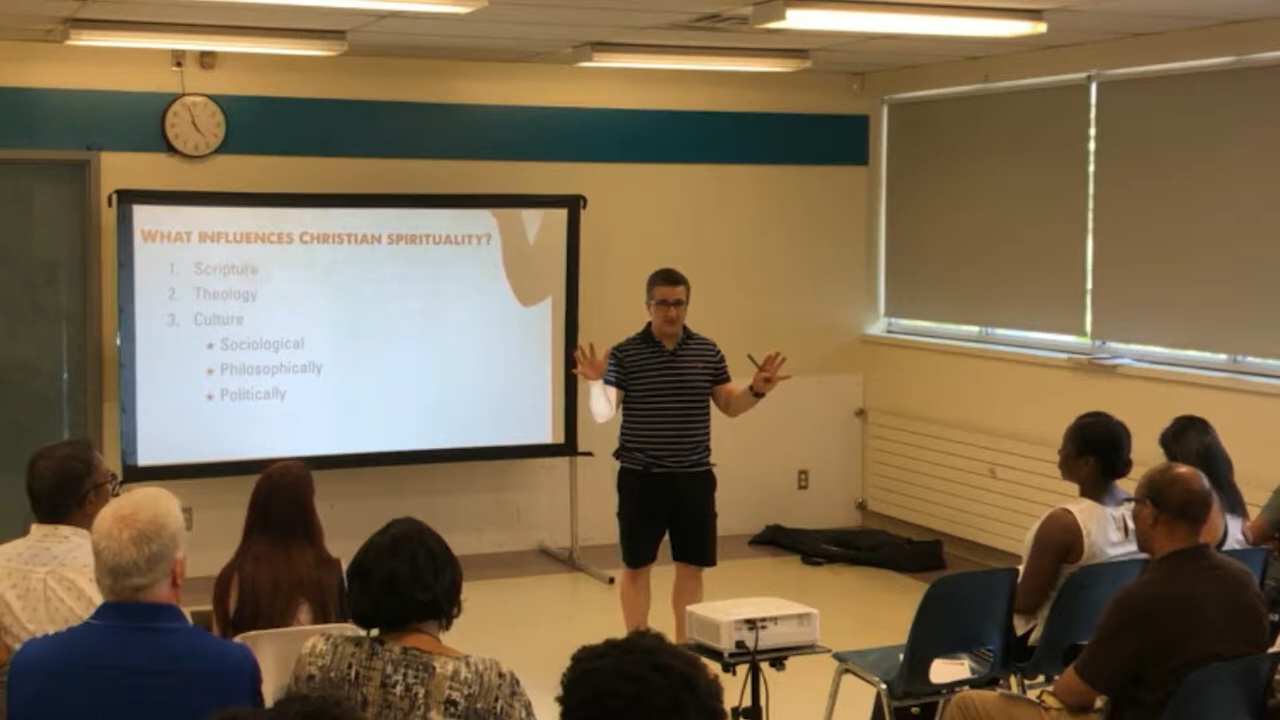 WHAT INFLUENCES CHRISTIAN SPIRITUALITY?
1. Scripture
2. Theology
3. Culture
★ Sociological
★ Philosophically
★ Politically